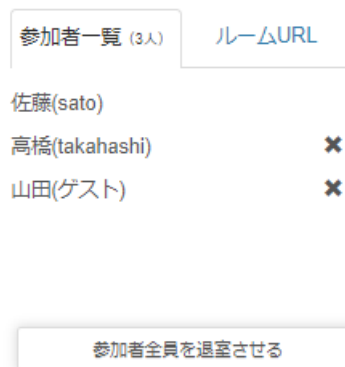 参加者一覧 (3人) ルームURL
佐藤(sato)
高橋(takahashi) ✖
山田(ゲスト) ✖
参加者全員を退室させる